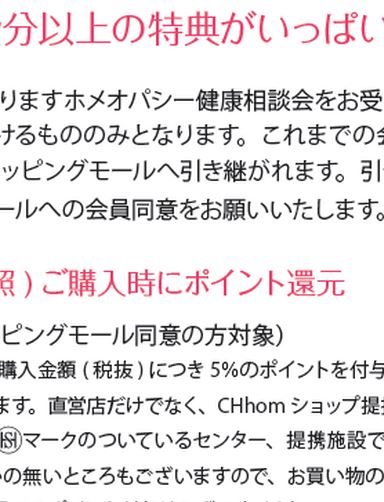 分以上の特典がいっぱい
りますホメオパシー健康相談会をお受
けるもののみとなります。これまでの会
ッピングモールへ引き継がれます。引
ールへの会員同意をお願いいたします。
照 ) ご購入時にポイント還元
ピングモール同意の方対象）
購入金額 ( 税抜 ) につき 5%のポイントを付与
ます。直営店だけでなく、CHhom ショップ提携
マークのついているセンター、提携施設で
の無いところもございますので、お買い物の